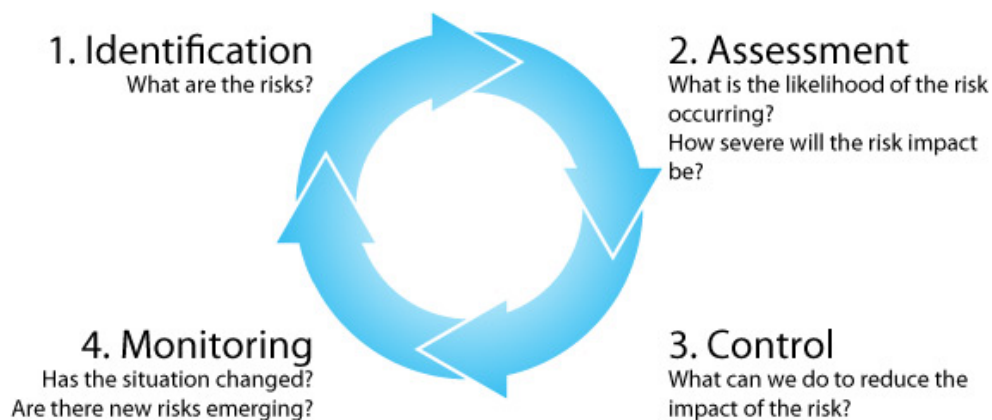 1. Identification
What are the risks?
2. Assessment
What is the likelihood of the risk
occurring?
How severe will the risk impact
be?
3. Control
What can we do to reduce the
impact of the risk?
4. Monitoring
Has the situation changed?
Are there new risks emerging?